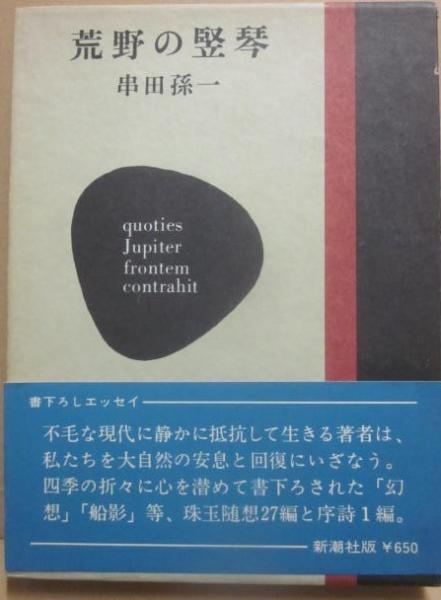 荒野の竪琴
串田孫一
quoties
Jupiter
frontem
contrahit
書下ろしエッセイ
不毛な現代に静かに抵抗して生きる著者は、
私たちを大自然の安息と回復にいざなう。
四季の折々に心を潜めて書下ろされた「幻
想」「船影」等、珠玉随想27編と序詩1編。
新潮社版 ¥650